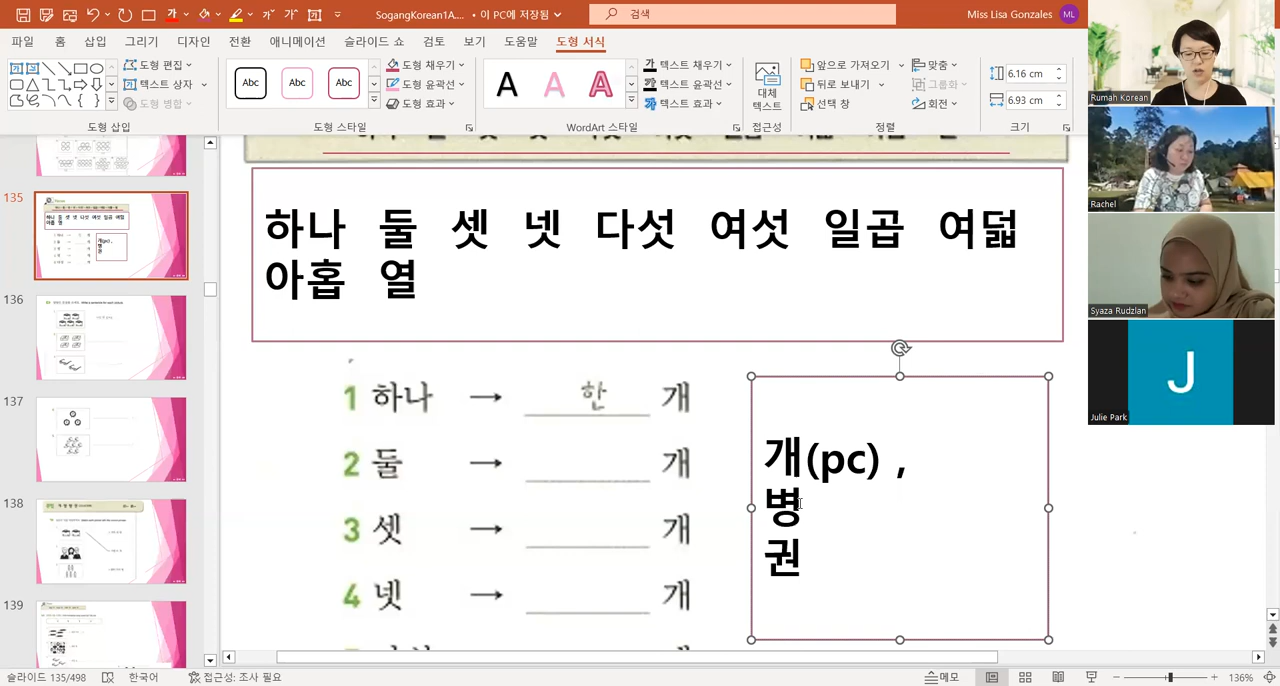 SogangKorean1A.... • 이 PC에 저장됨
검색
Miss Lisa Gonzales ML
파일 홈 삽입 그리기 디자인 전환 애니메이션 슬라이드 쇼 검토 보기 도움말 도형 서식
도형 편집
텍스트 상자
도형 병합
도형 삽입
Abc Abc Abc
도형 채우기
도형 윤곽선
도형 효과
도형 스타일
A A A
텍스트 채우기
텍스트 윤곽선
텍스트 효과
WordArt 스타일
대체
텍스트
접근성
앞으로 가져오기
뒤로 보내기
선택 창
맞춤
그룹화
회전
정렬
6.16 cm
6.93 cm
크기
Rumah Korean
Rachel
Syaza Rudzlan
J
Julie Park
135
136
137
138
139
하나 둘 셋 넷 다섯 여섯 일곱 여덟
아홉 열
1 하나 → 한 개
2 둘 → 개
3 셋 → 개
4 넷 → 개
개(pc) ,
병
권
슬라이드 135/498
한국어
접근성: 조사 필요
메모
136%